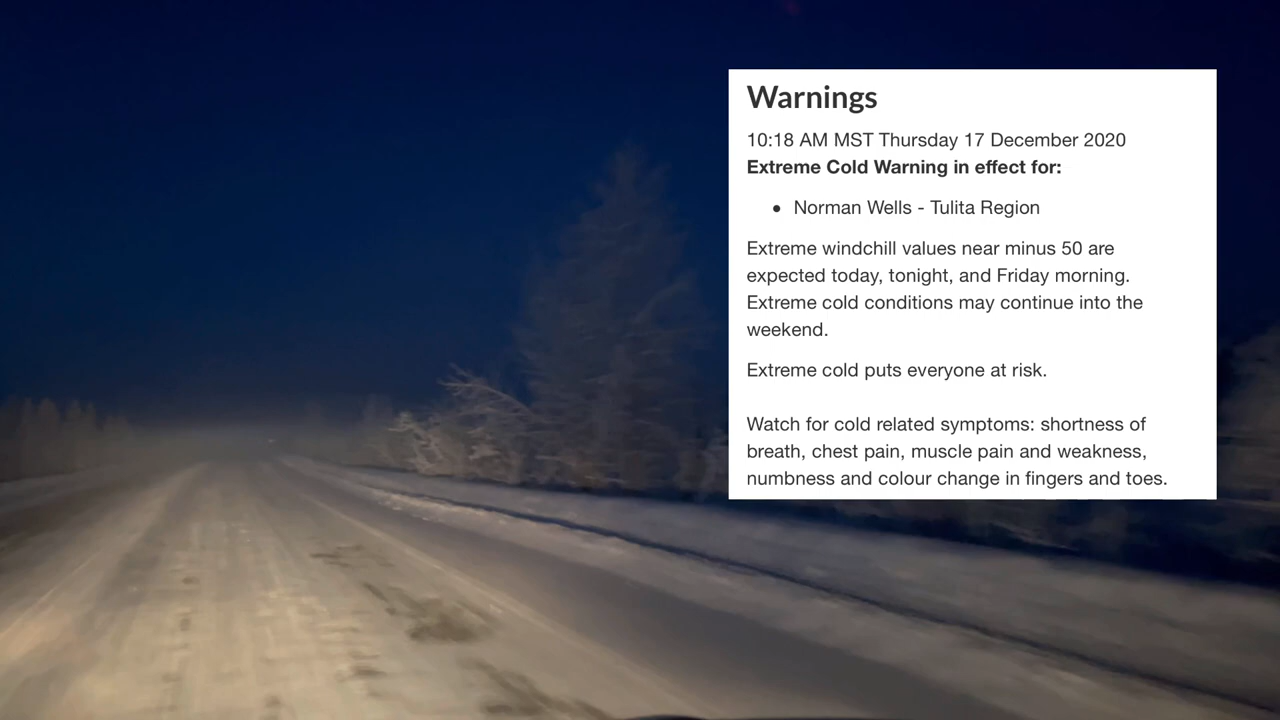 Warnings
10:18 AM MST Thursday 17 December 2020
Extreme Cold Warning in effect for:
• Norman Wells - Tulita Region
Extreme windchill values near minus 50 are
expected today, tonight, and Friday morning.
Extreme cold conditions may continue into the
weekend.
Extreme cold puts everyone at risk.
Watch for cold related symptoms: shortness of
breath, chest pain, muscle pain and weakness,
numbness and colour change in fingers and toes.